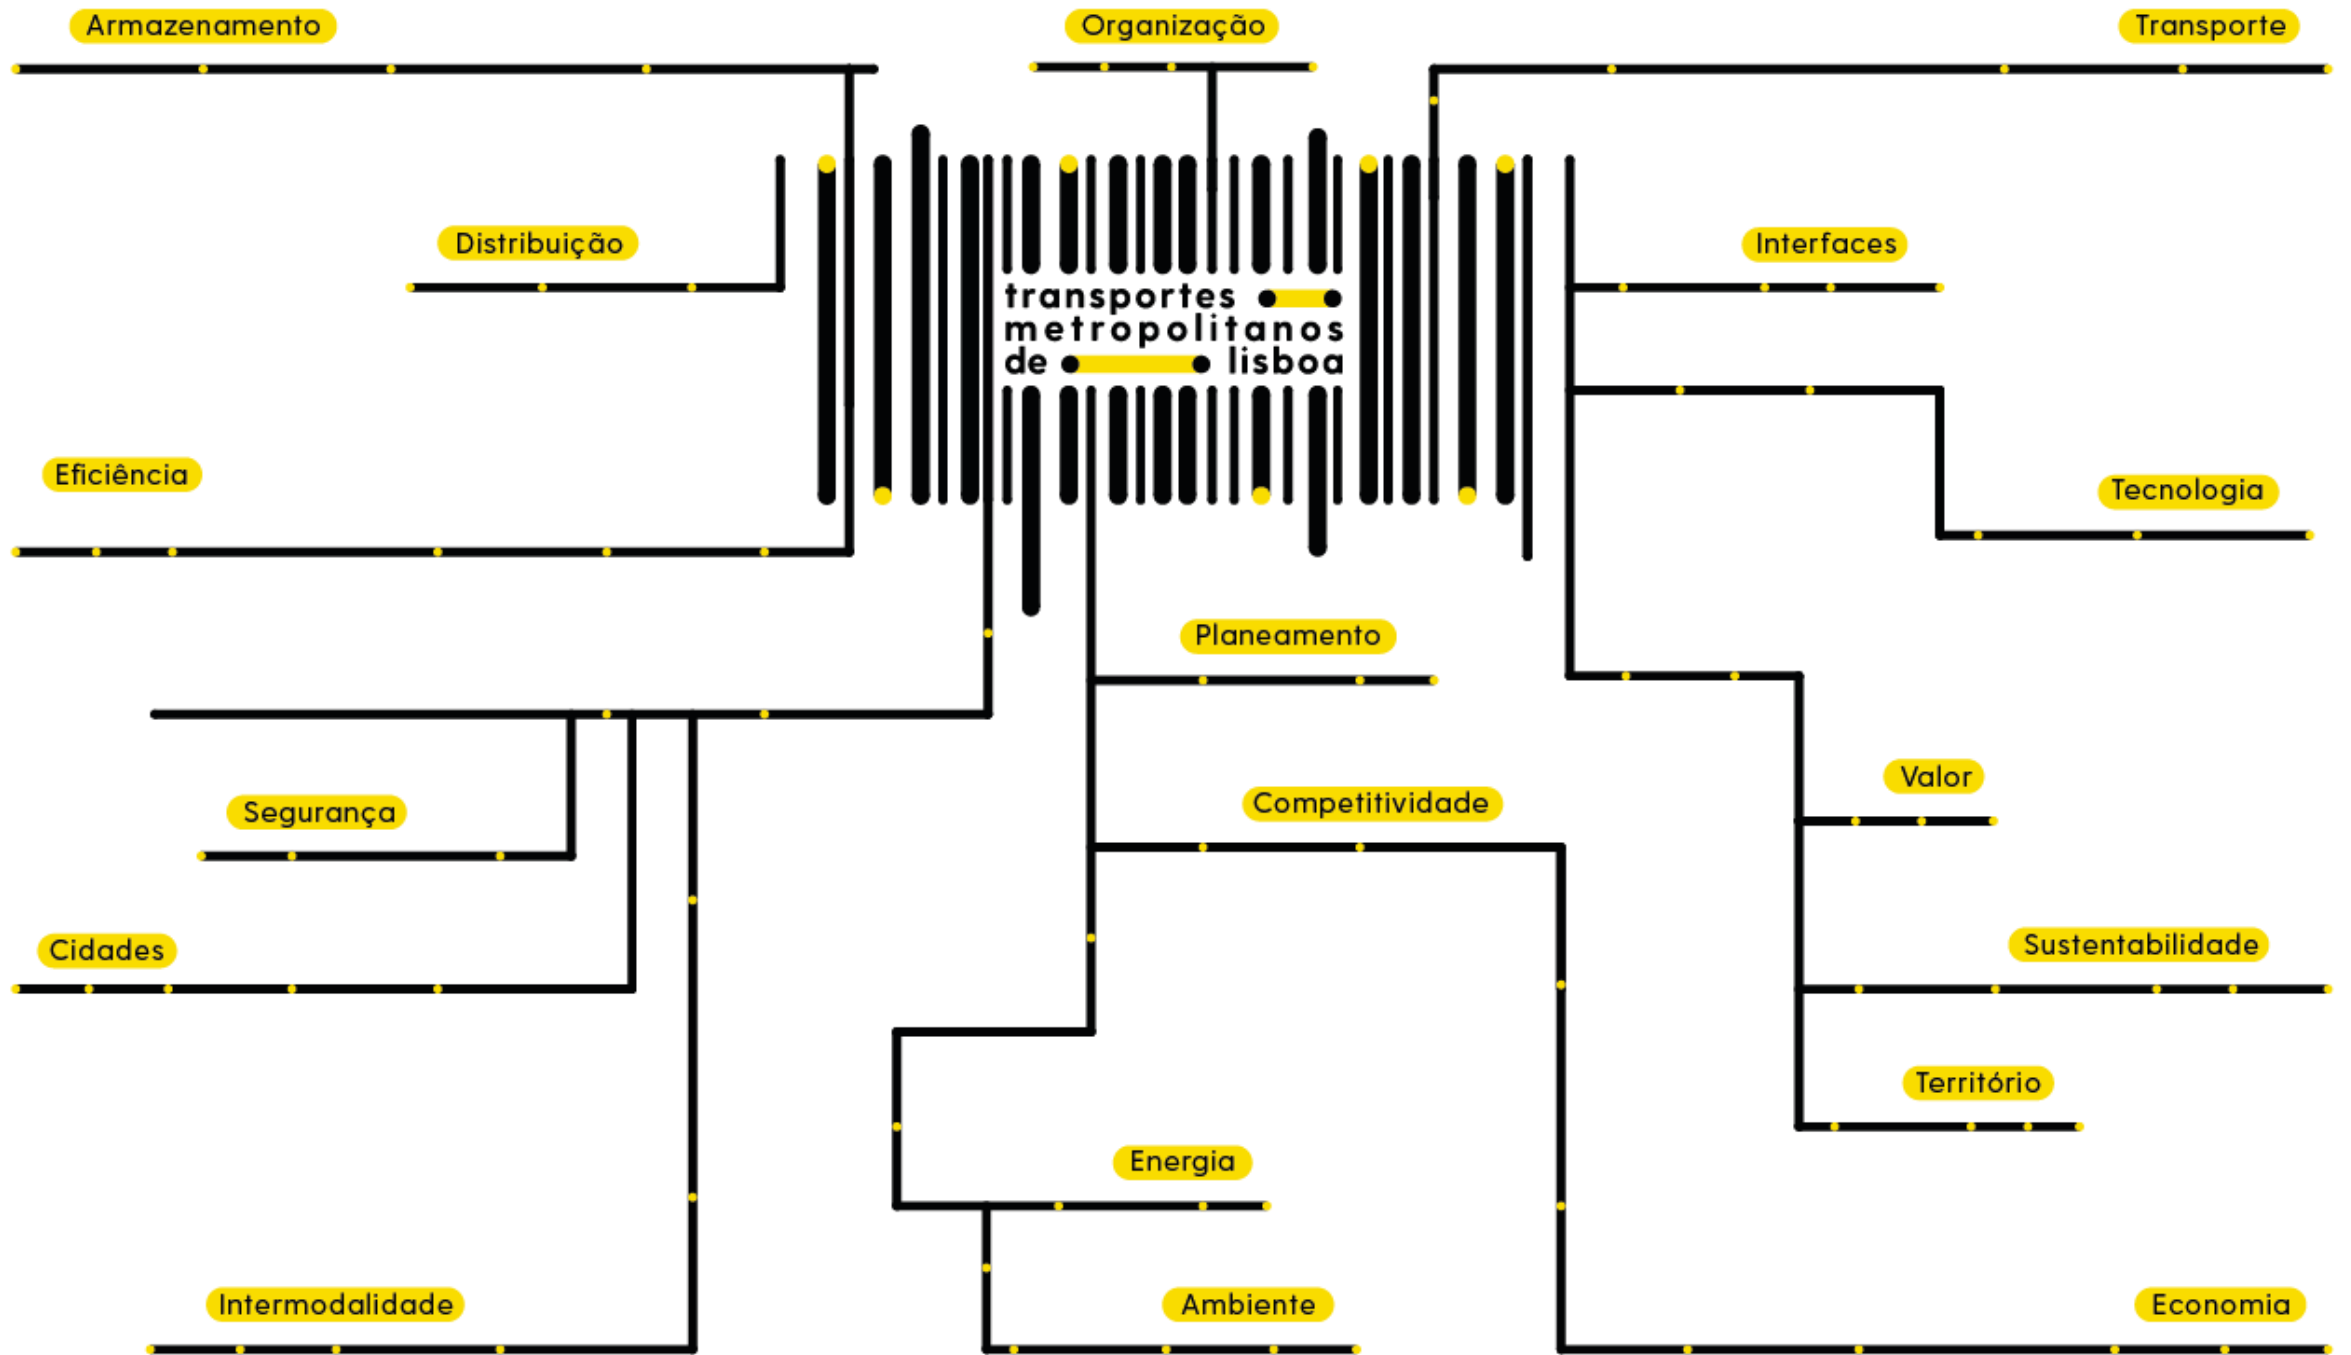 Armazenamento
Organização
Transporte
Distribuição
Interfaces
transportes
metropolitanos
de lisboa
Eficiência
Tecnologia
Planeamento
Valor
Competitividade
Segurança
Cidades
Sustentabilidade
Território
Energia
Intermodalidade
Ambiente
Economia